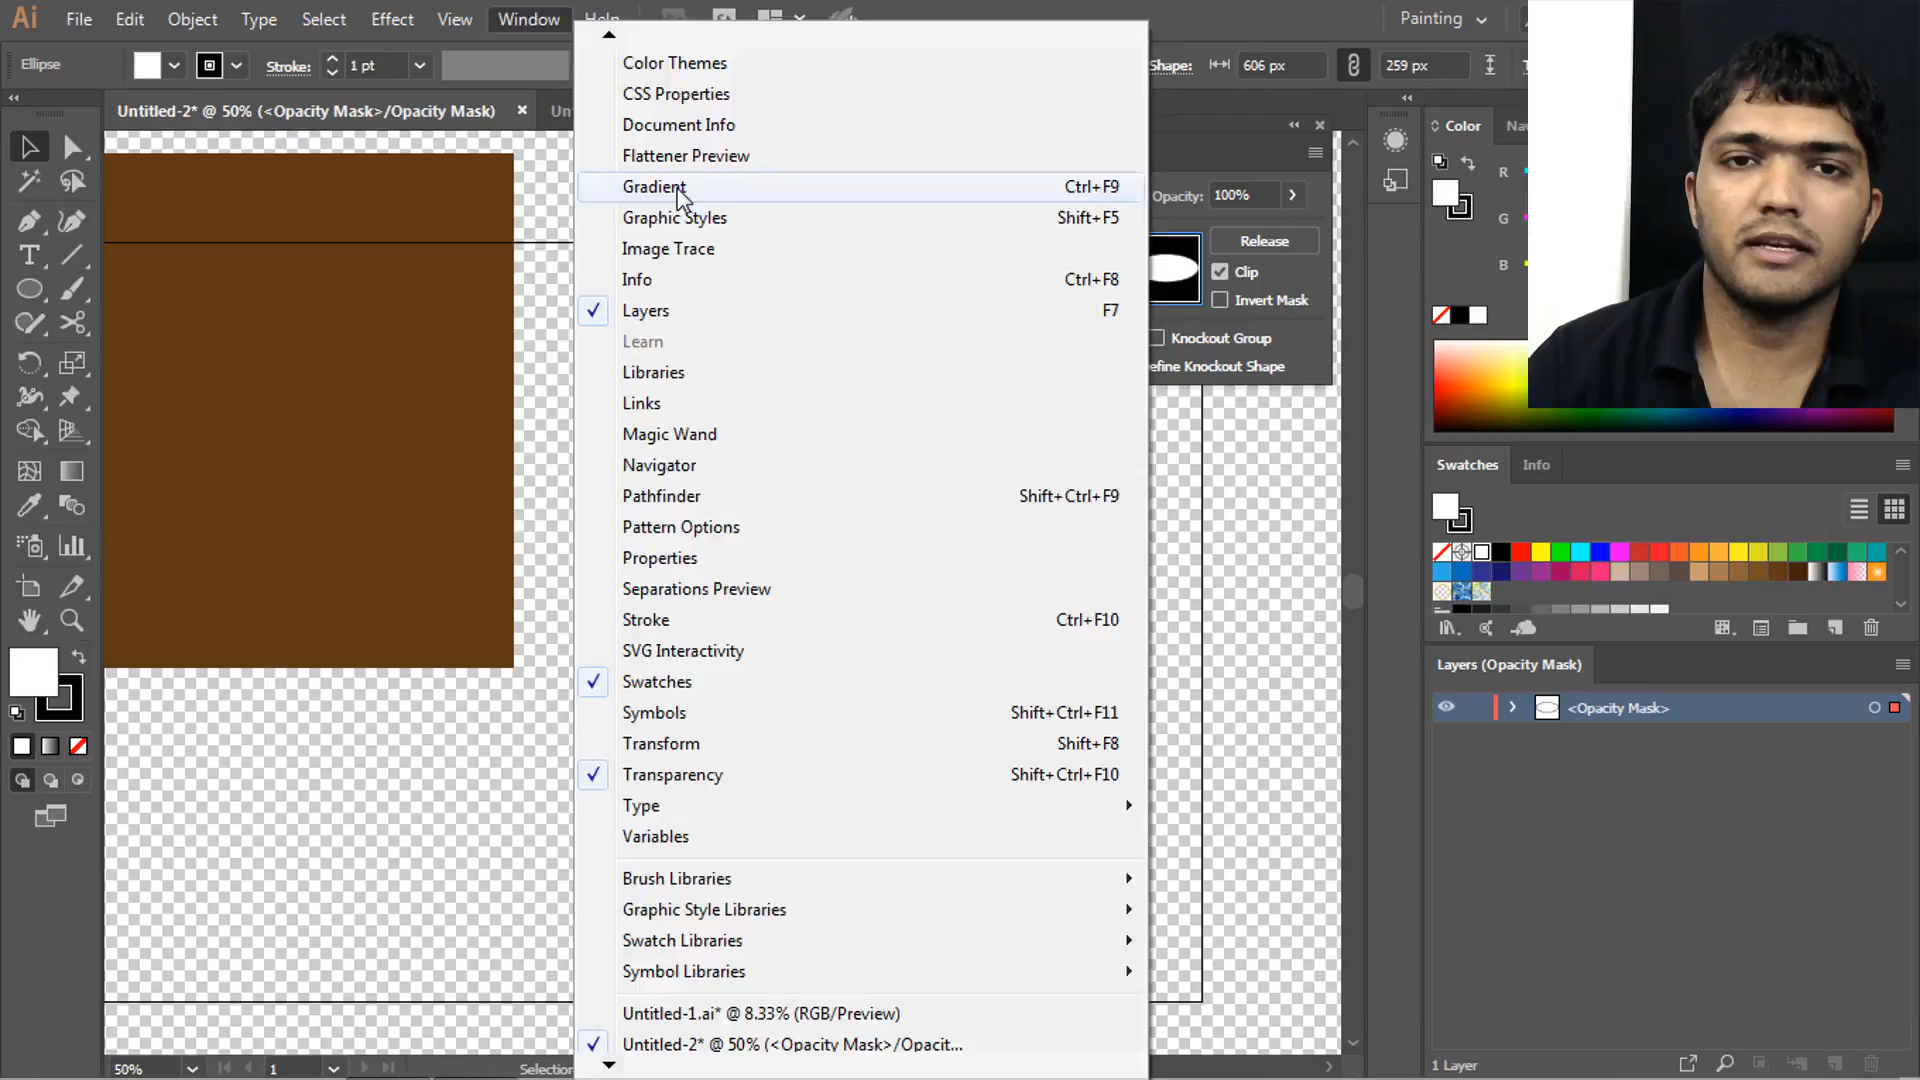 Ai File Edit Object Type Select Effect View Window Help
Painting
Ellipse Stroke: 1 pt Shape: 606 px 259 px
Untitled-2* @ 50% (<Opacity Mask>/Opacity Mask) ×
Color Themes
CSS Properties
Document Info
Flattener Preview
Gradient Ctrl+F9
Graphic Styles Shift+F5
Image Trace
Info Ctrl+F8
Layers F7
Learn
Libraries
Links
Magic Wand
Navigator
Pathfinder Shift+Ctrl+F9
Pattern Options
Properties
Separations Preview
Stroke Ctrl+F10
SVG Interactivity
Swatches
Symbols Shift+Ctrl+F11
Transform Shift+F8
Transparency Shift+Ctrl+F10
Type
Variables
Brush Libraries
Graphic Style Libraries
Swatch Libraries
Symbol Libraries
Untitled-1.ai* @ 8.33% (RGB/Preview)
Untitled-2* @ 50% (<Opacity Mask>/Opacit...
Opacity: 100%
Release
Clip
Invert Mask
Knockout Group
efine Knockout Shape
Color
R
G
B
Swatches Info
Layers (Opacity Mask)
<Opacity Mask>
1 Layer
50% 1 Selection